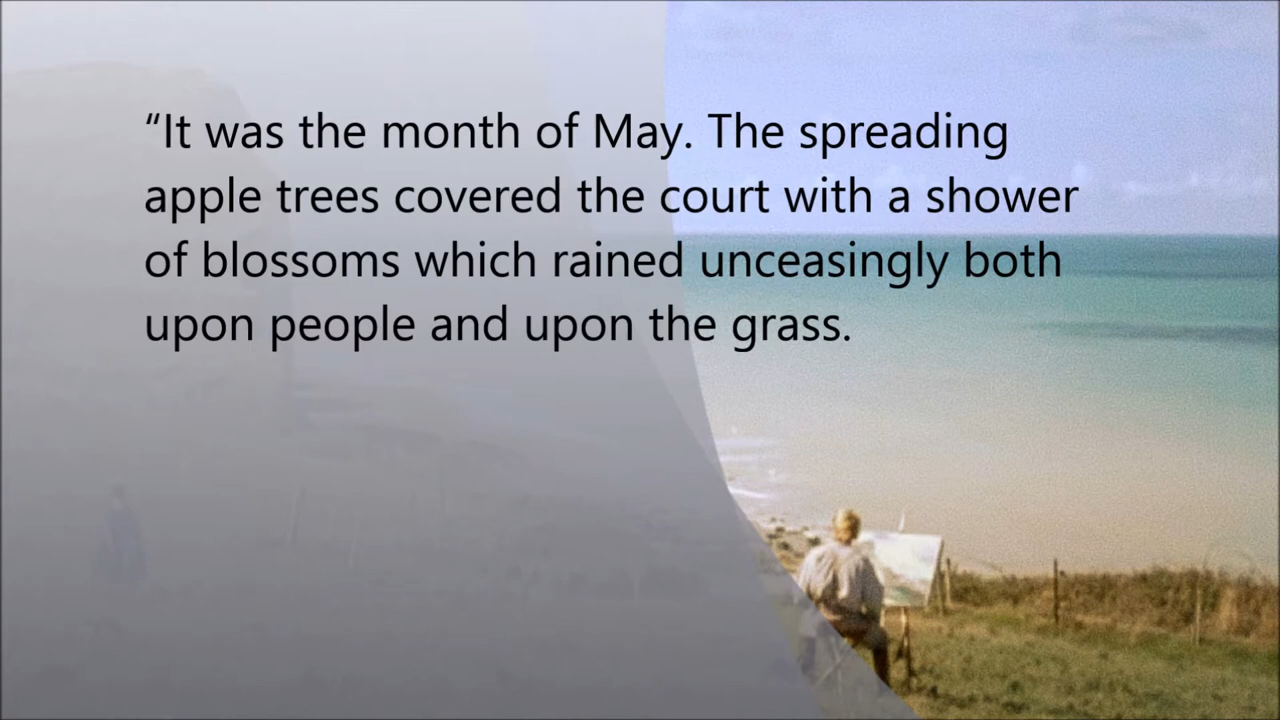 “It was the month of May. The spreading
apple trees covered the court with a shower
of blossoms which rained unceasingly both
upon people and upon the grass.